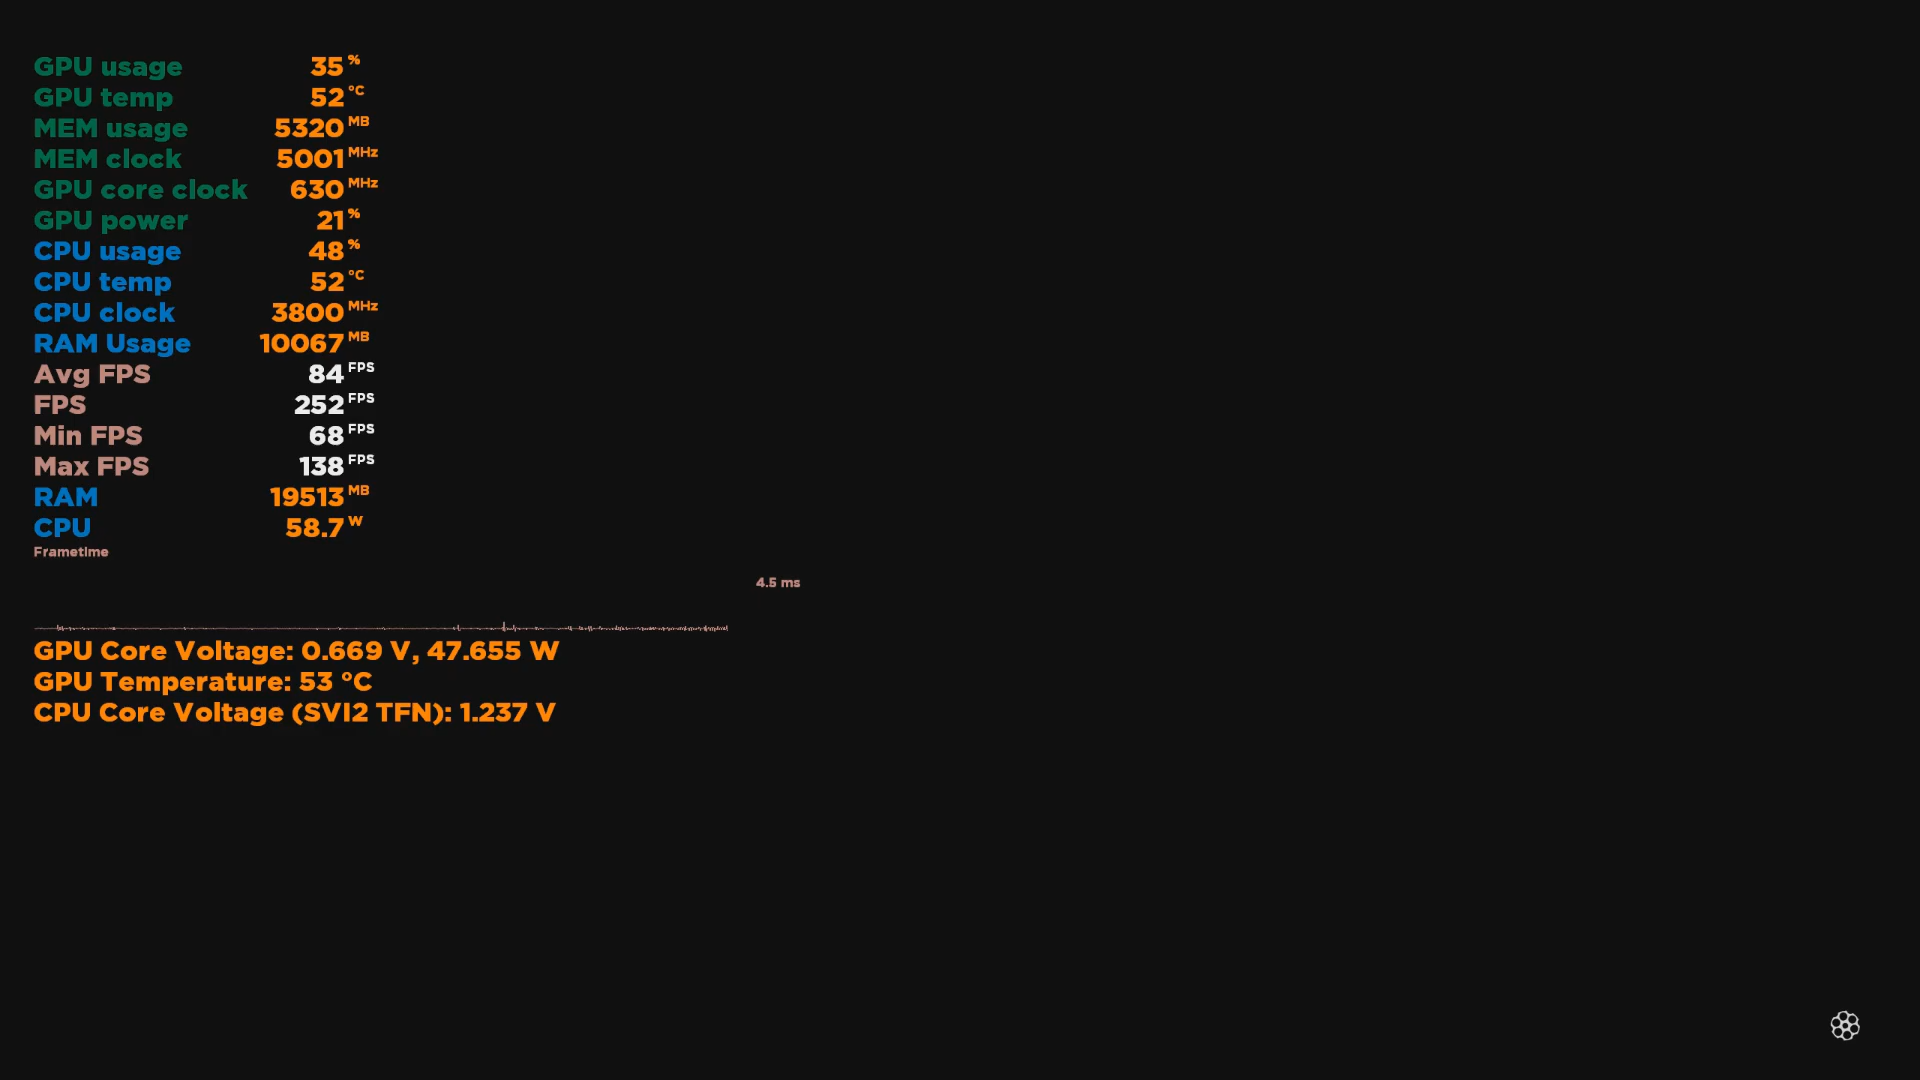 GPU usage 35 %
GPU temp 52 °C
MEM usage 5320 MB
MEM clock 5001 MHz
GPU core clock 630 MHz
GPU power 21 %
CPU usage 48 %
CPU temp 52 °C
CPU clock 3800 MHz
RAM Usage 10067 MB
Avg FPS 84 FPS
FPS 252 FPS
Min FPS 68 FPS
Max FPS 138 FPS
RAM 19513 MB
CPU 58.7 W
Frametime
4.5 ms
GPU Core Voltage: 0.669 V, 47.655 W
GPU Temperature: 53 °C
CPU Core Voltage (SVI2 TFN): 1.237 V